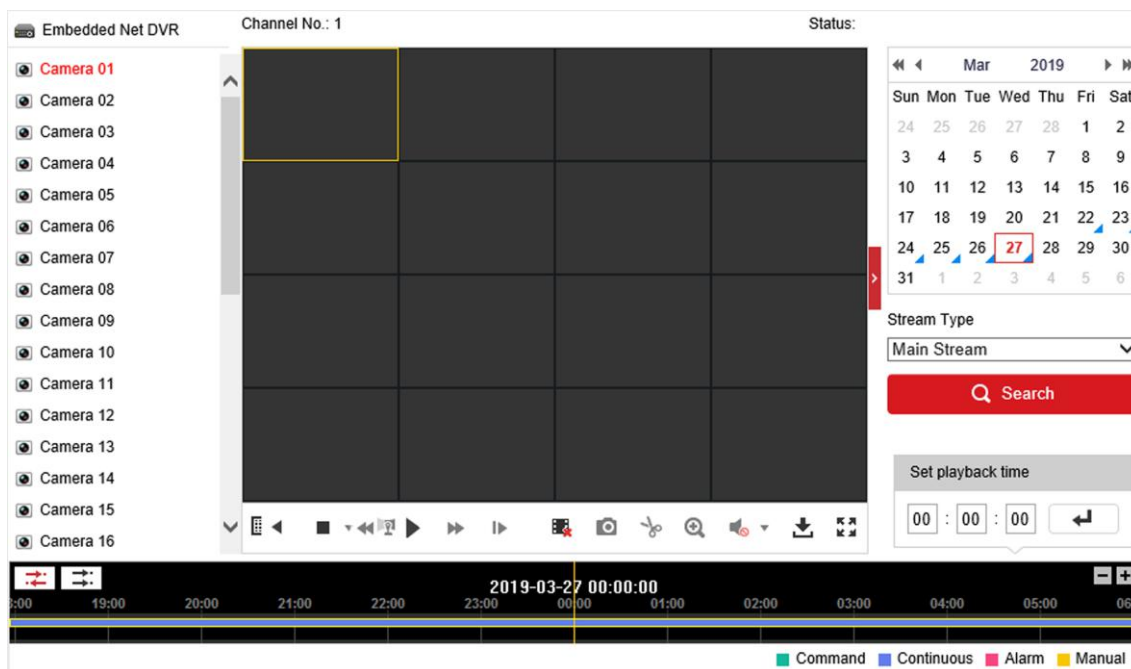 Embedded Net DVR
Channel No.: 1
Status:
Camera 01
Camera 02
Camera 03
Camera 04
Camera 05
Camera 06
Camera 07
Camera 08
Camera 09
Camera 10
Camera 11
Camera 12
Camera 13
Camera 14
Camera 15
Camera 16
Mar 2019
Sun Mon Tue Wed Thu Fri Sat
24 25 26 27 28 1 2
3 4 5 6 7 8 9
10 11 12 13 14 15 16
17 18 19 20 21 22 23
24 25 26 27 28 29 30
31 1 2 3 4 5 6
Stream Type
Main Stream
Search
Set playback time
00 : 00 : 00
2019-03-27 00:00:00
:00 19:00 20:00 21:00 22:00 23:00 00:00 01:00 02:00 03:00 04:00 05:00 06
Command Continuous Alarm Manual